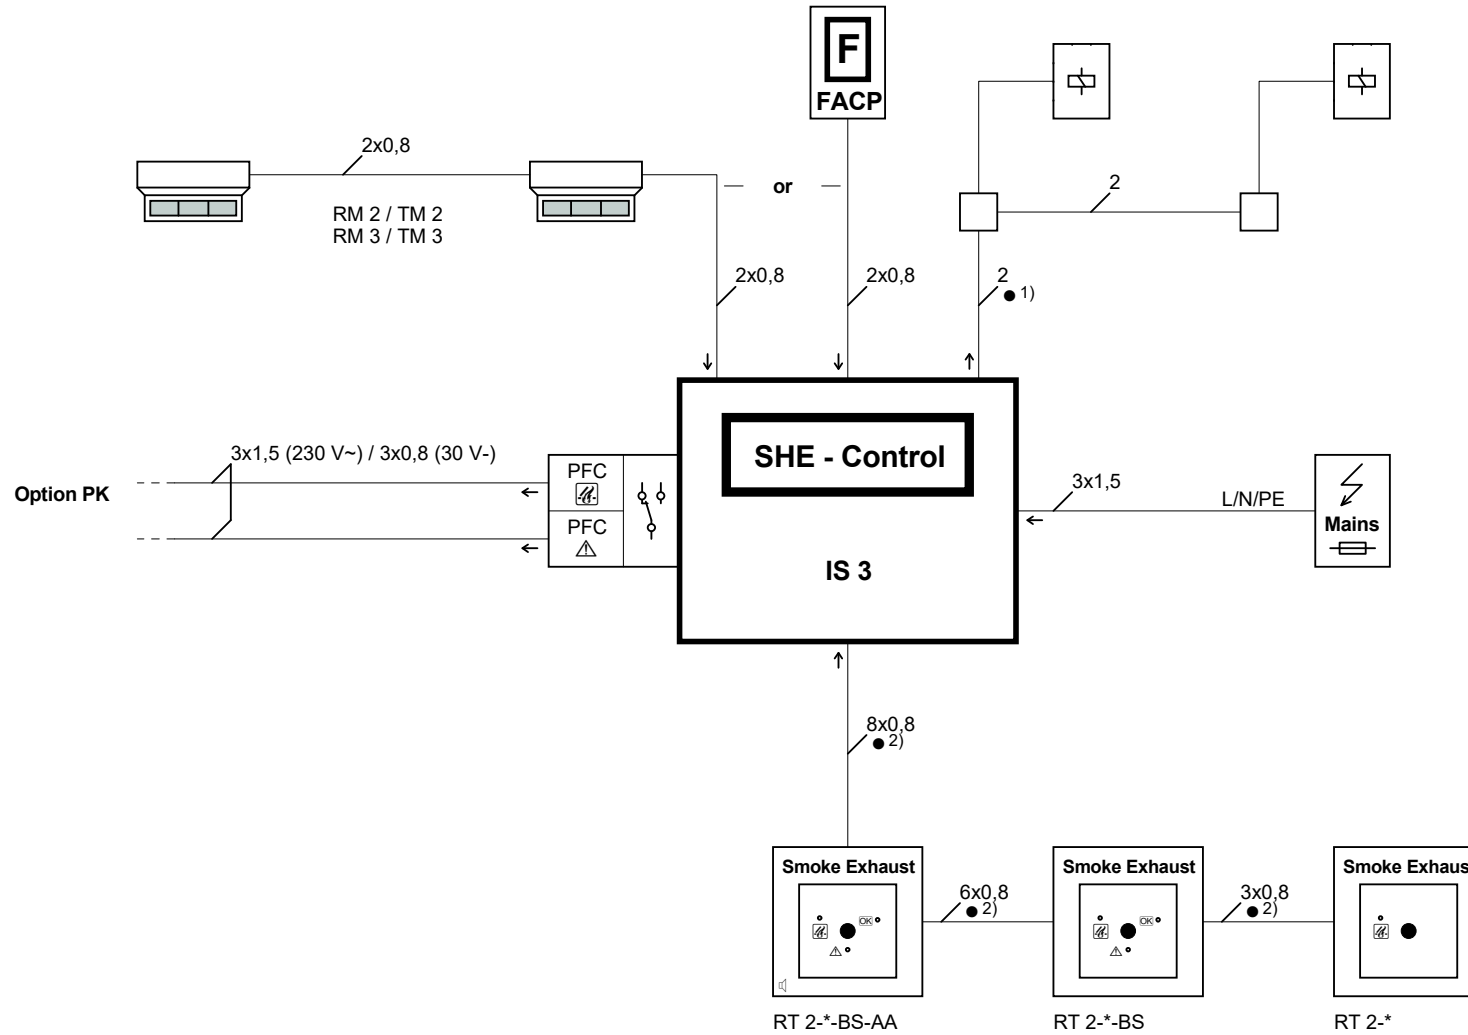 F
FACP
2x0,8
or
2
RM 2 / TM 2
RM 3 / TM 3
2x0,8
2x0,8
2
● 1)
SHE - Control
3x1,5 (230 V~) / 3x0,8 (30 V-)
PFC
Option PK
PFC
3x1,5
L/N/PE
Mains
IS 3
8x0,8
● 2)
Smoke Exhaust
Smoke Exhaust
Smoke Exhaus
6x0,8
● 2)
3x0,8
● 2)
OK
OK
RT 2-*-BS-AA
RT 2-*-BS
RT 2-*